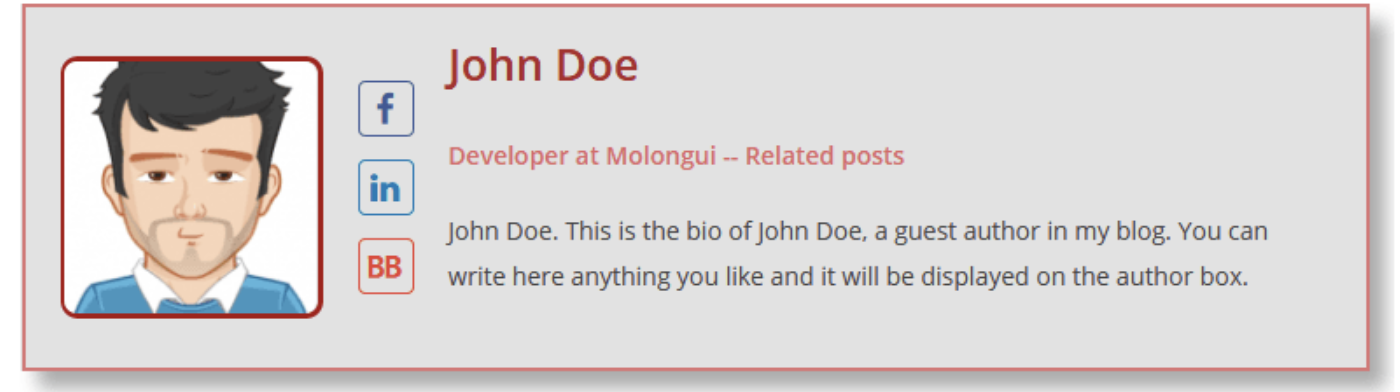 John Doe
f
in
BB
Developer at Molongui -- Related posts
John Doe. This is the bio of John Doe, a guest author in my blog. You can
write here anything you like and it will be displayed on the author box.